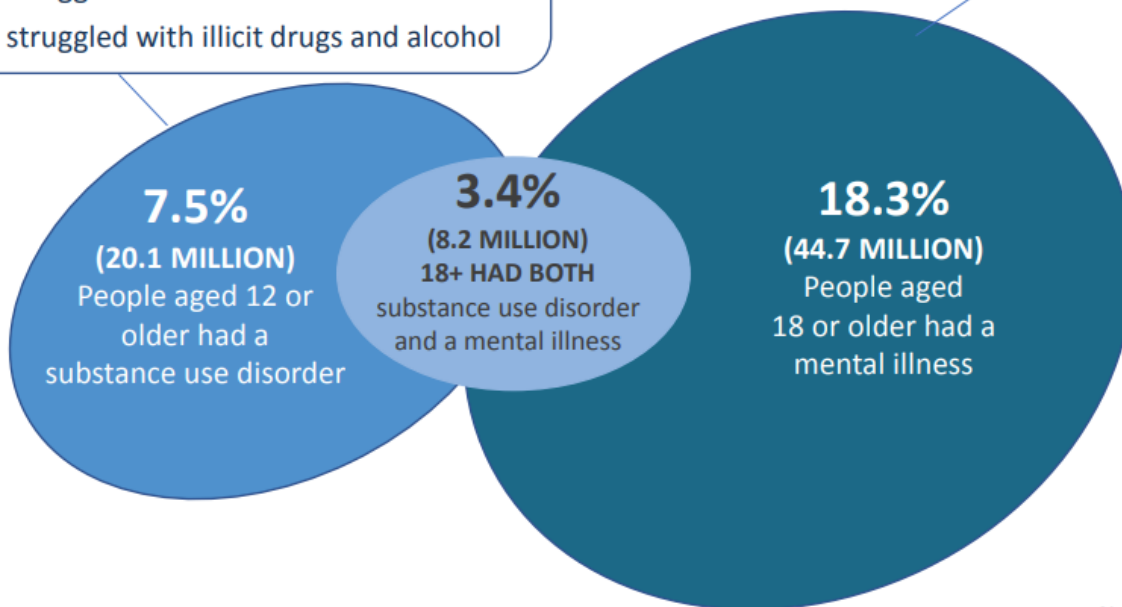 struggled with illicit drugs and alcohol
7.5%
(20.1 MILLION)
People aged 12 or
older had a
substance use disorder
3.4%
(8.2 MILLION)
18+ HAD BOTH
substance use disorder
and a mental illness
18.3%
(44.7 MILLION)
People aged
18 or older had a
mental illness